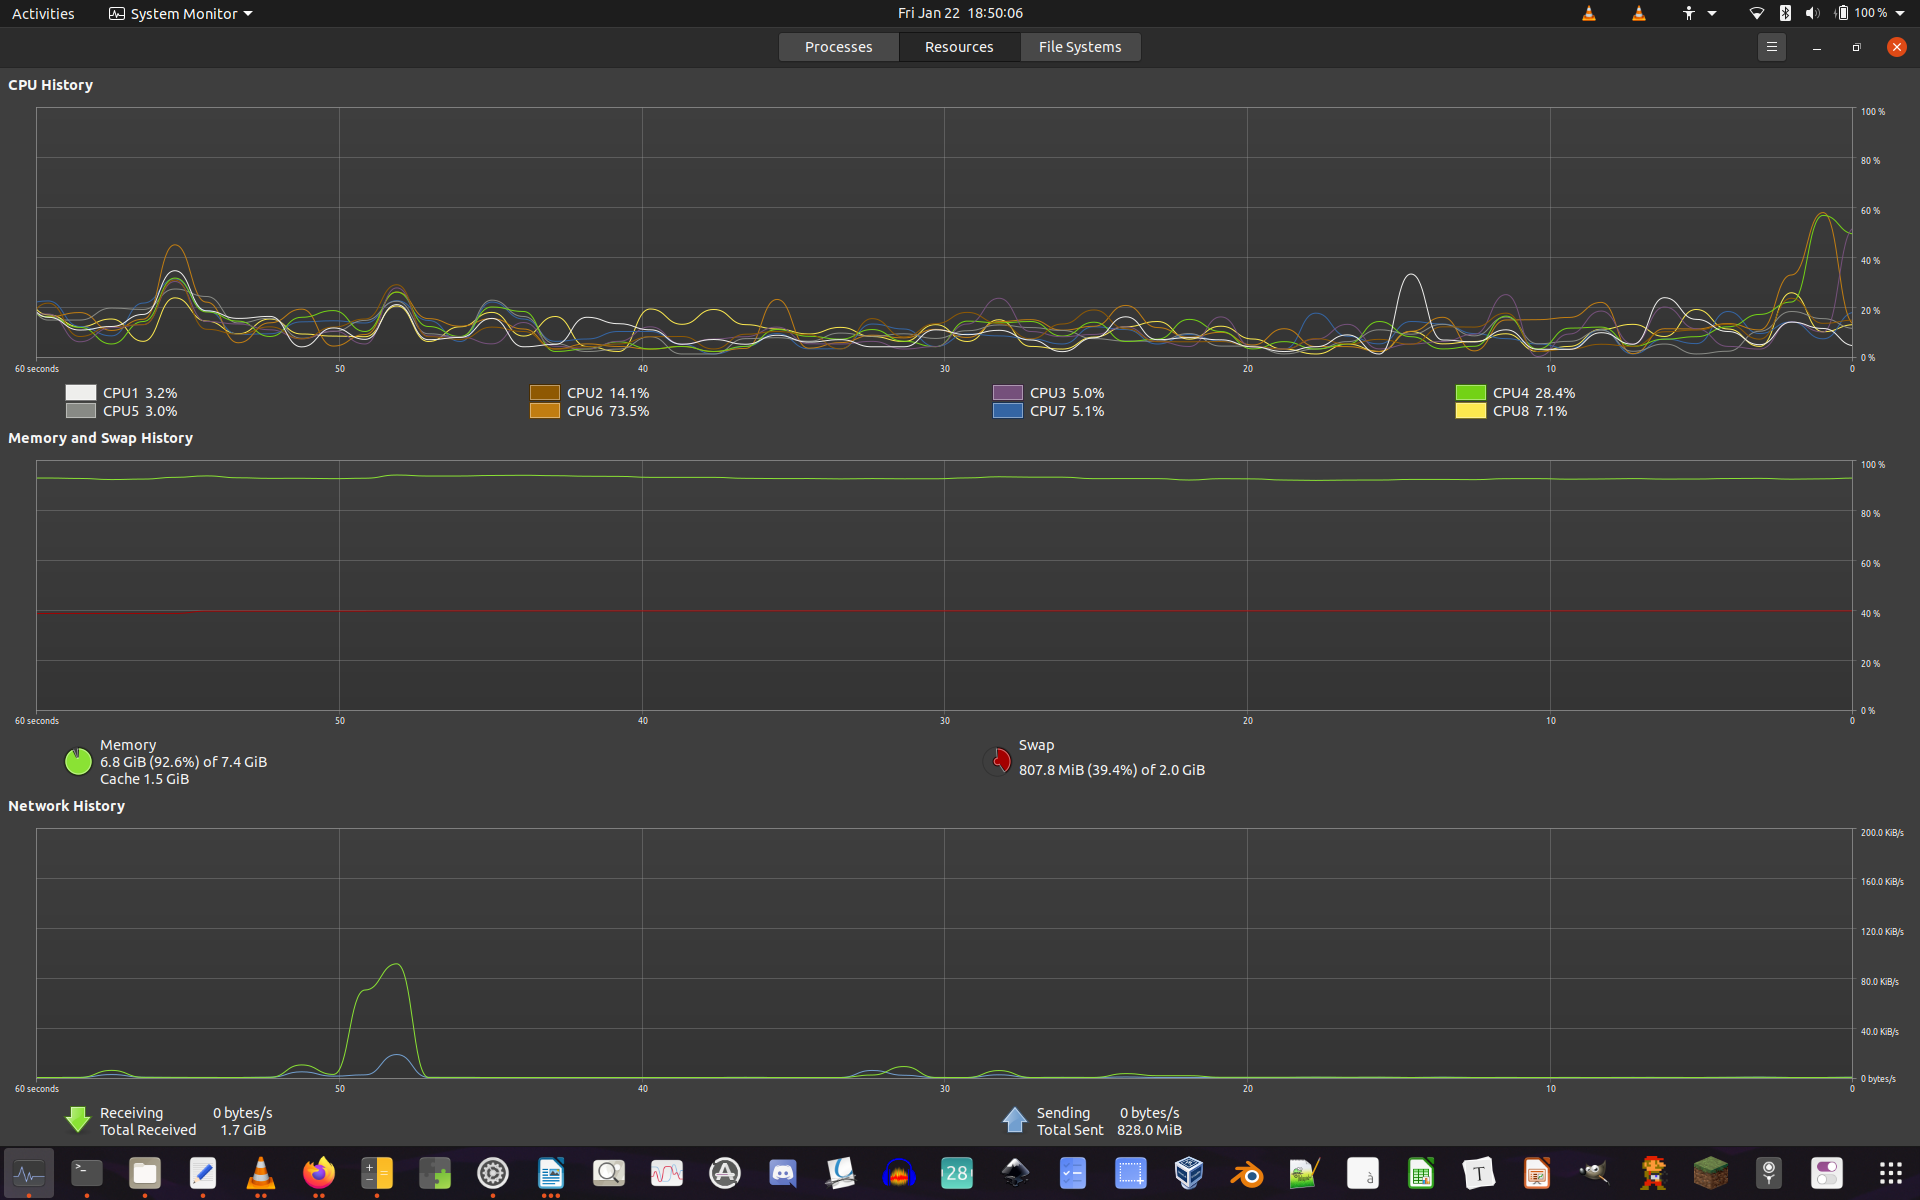 Activities System Monitor Fri Jan 22 18:50:06 100 %
Processes Resources File Systems
CPU History
100 %
80 %
60 %
40 %
20 %
0 %
60 seconds 50 40 30 20 10 0
CPU1 3.2% CPU2 14.1% CPU3 5.0% CPU4 28.4%
CPU5 3.0% CPU6 73.5% CPU7 5.1% CPU8 7.1%
Memory and Swap History
100 %
80 %
60 %
40 %
20 %
0 %
60 seconds 50 40 30 20 10 0
Memory
6.8 GiB (92.6%) of 7.4 GiB
Cache 1.5 GiB
Swap
807.8 MiB (39.4%) of 2.0 GiB
Network History
200.0 KiB/s
160.0 KiB/s
120.0 KiB/s
80.0 KiB/s
40.0 KiB/s
0 bytes/s
60 seconds 50 40 30 20 10 0
Receiving 0 bytes/s
Total Received 1.7 GiB
Sending 0 bytes/s
Total Sent 828.0 MiB
28
à
T